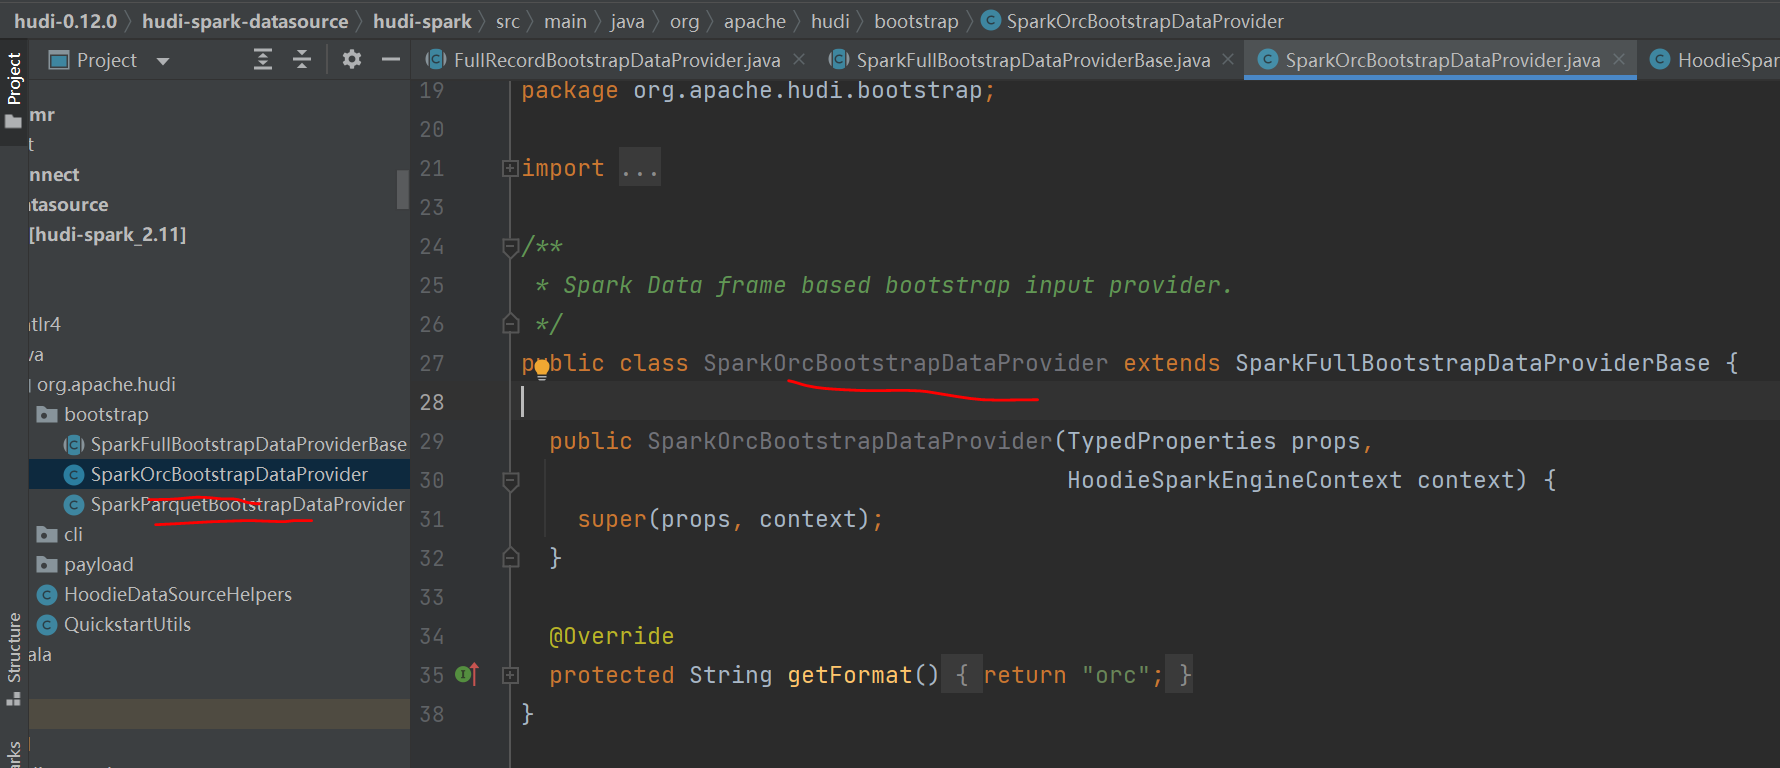 hudi-0.12.0 hudi-spark-datasource hudi-spark src main java org apache hudi bootstrap SparkOrcBootstrapDataProvider
Project
FullRecordBootstrapDataProvider.java SparkFullBootstrapDataProviderBase.java SparkOrcBootstrapDataProvider.java HoodieSpar
Project
mr
t
nnect
tasource
[hudi-spark_2.11]
tlr4
va
org.apache.hudi
bootstrap
SparkFullBootstrapDataProviderBase
SparkOrcBootstrapDataProvider
SparkParquetBootstrapDataProvider
cli
payload
HoodieDataSourceHelpers
QuickstartUtils
ala
Structure
arks
19 package org.apache.hudi.bootstrap;
20
21 import ...
23
24 /**
25 * Spark Data frame based bootstrap input provider.
26 */
27 public class SparkOrcBootstrapDataProvider extends SparkFullBootstrapDataProviderBase {
28
29 public SparkOrcBootstrapDataProvider(TypedProperties props,
30 HoodieSparkEngineContext context) {
31 super(props, context);
32 }
33
34 @Override
35 protected String getFormat() { return "orc"; }
38 }